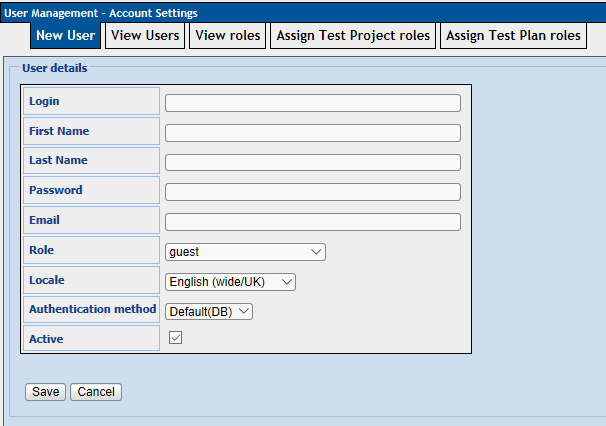 User Management - Account Settings
New User View Users View roles Assign Test Project roles Assign Test Plan roles
User details
Login
First Name
Last Name
Password
Email
Role guest
Locale English (wide/UK)
Authentication method Default(DB)
Active
Save Cancel